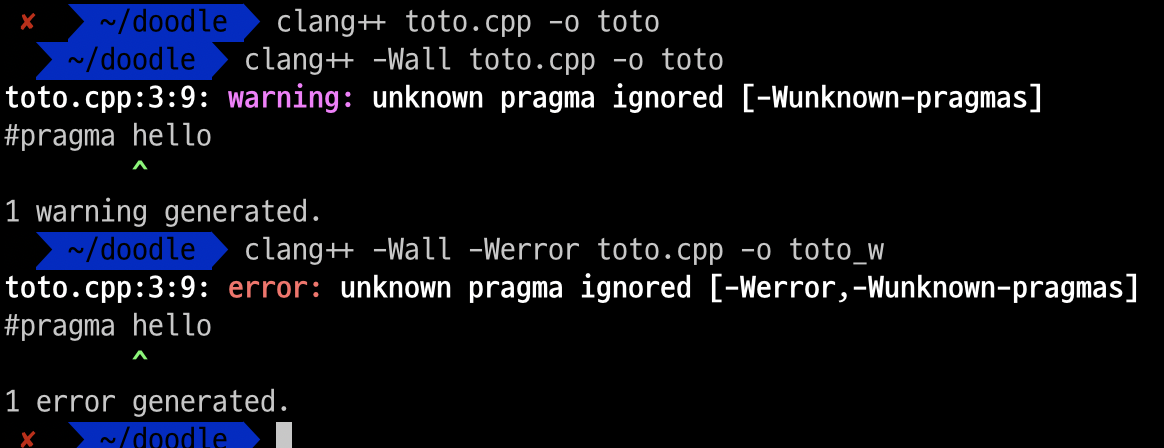 ✘ ~/doodle clang++ toto.cpp -o toto
~/doodle clang++ -Wall toto.cpp -o toto
toto.cpp:3:9: warning: unknown pragma ignored [-Wunknown-pragmas]
#pragma hello
^
1 warning generated.
~/doodle clang++ -Wall -Werror toto.cpp -o toto_w
toto.cpp:3:9: error: unknown pragma ignored [-Werror,-Wunknown-pragmas]
#pragma hello
^
1 error generated.
✘ ~/doodle